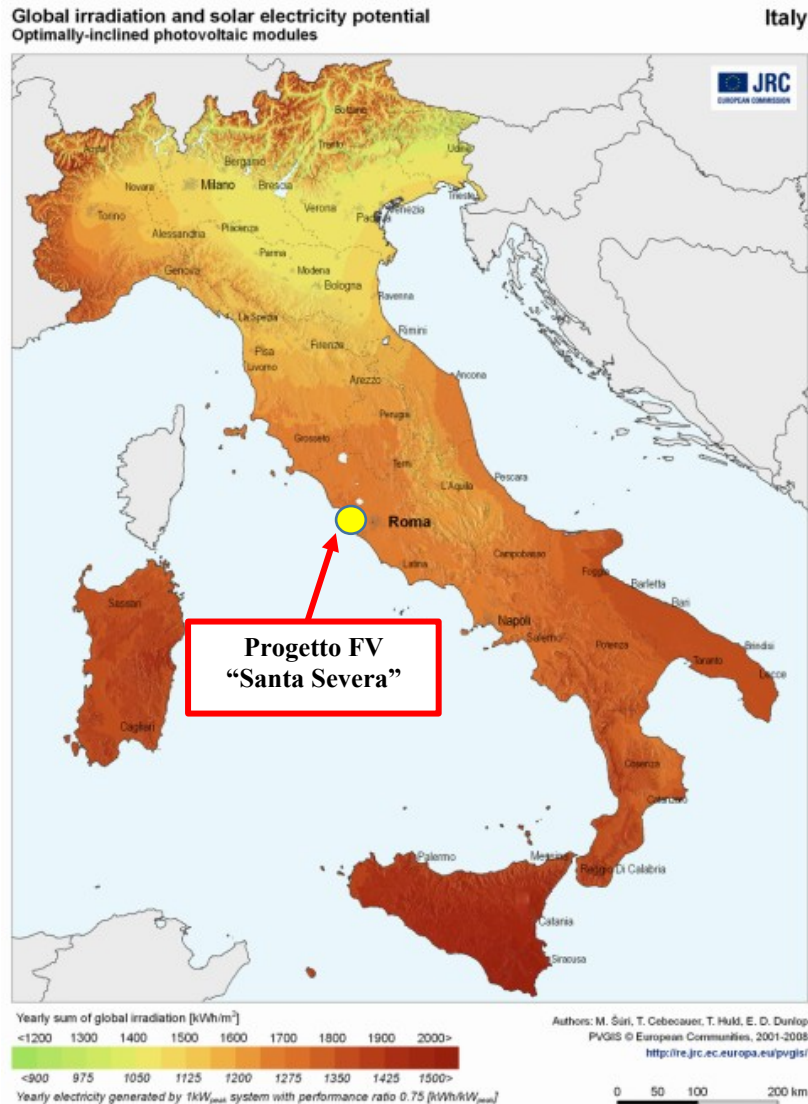 Global irradiation and solar electricity potential
Optimally-inclined photovoltaic modules
Italy
JRC
EUROPEAN COMMISSION
Bolzano
Aosta
Trento
Udine
Bergamo
Novara
Milano
Brescia
Trieste
Verona
Venezia
Padova
Torino
Piacenza
Alessandria
Parma
Genova
Modena
Bologna
Ravenna
La Spezia
Rimini
Firenze
Pisa
Livorno
Ancona
Arezzo
Perugia
Grosseto
Terni
Pescara
L'Aquila
Roma
Campobasso
Latina
Foggia
Barletta
Sassari
Bari
Napoli
Salerno
Potenza
Brindisi
Taranto
Lecce
Progetto FV
“Santa Severa”
Cagliari
Cosenza
Catanzaro
Palermo
Messina
Reggio Di Calabria
Catania
Siracusa
Yearly sum of global irradiation [kWh/m²]
<1200 1300 1400 1500 1600 1700 1800 1900 2000>
<900 975 1050 1125 1200 1275 1350 1425 1500>
Yearly electricity generated by 1kWpeak system with performance ratio 0.75 [kWh/kWpeak]
Authors: M. Šúri, T. Cebecauer, T. Huld, E. D. Dunlop
PVGIS © European Communities, 2001-2008
http://re.jrc.ec.europa.eu/pvgis/
0 50 100 200 km